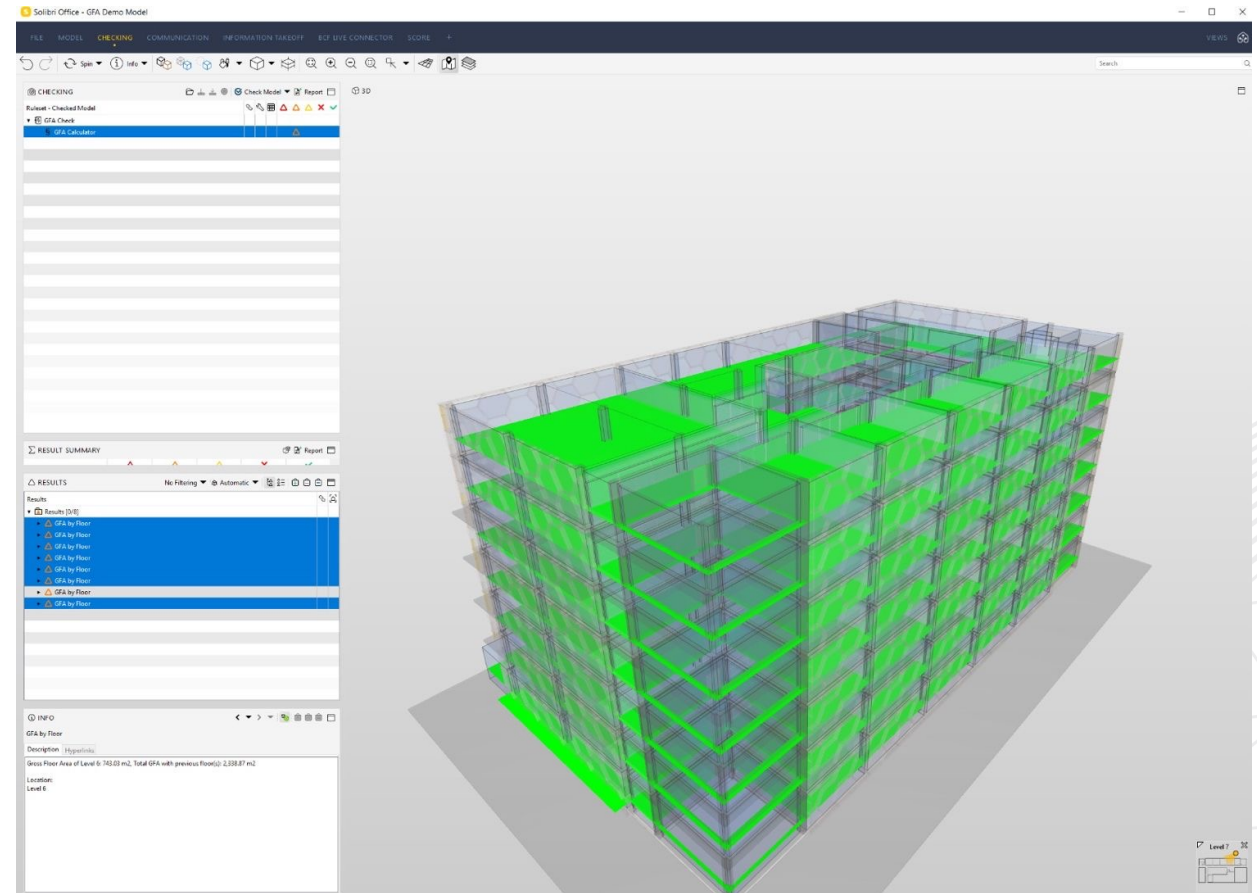 Solibri Office - GFA Demo Model
FILE MODEL CHECKING COMMUNICATION INFORMATION TAKEOFF BCF LIVE CONNECTOR SCORE + VIEWS
Spin Info Search
CHECKING Check Model Report 3D
Ruleset - Checked Model
GFA Check
GFA Calculator
RESULT SUMMARY Report
RESULTS No Filtering Automatic
Results
Results [0/8]
GFA by Floor
GFA by Floor
GFA by Floor
GFA by Floor
GFA by Floor
GFA by Floor
GFA by Floor
GFA by Floor
INFO
GFA by Floor
Description Hyperlinks
Gross Floor Area of Level 6: 743.03 m2, Total GFA with previous floor(s): 2,338.87 m2
Location:
Level 6
Level 7